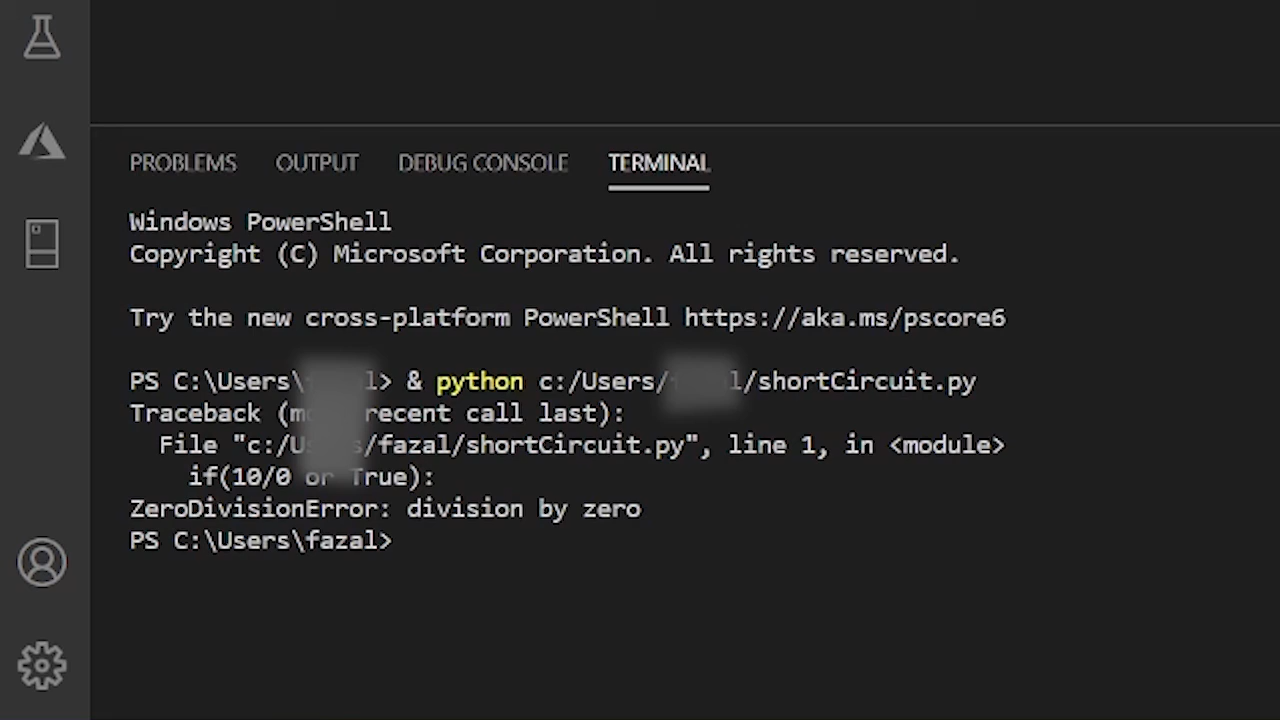 PROBLEMS OUTPUT DEBUG CONSOLE TERMINAL
Windows PowerShell
Copyright (C) Microsoft Corporation. All rights reserved.
Try the new cross-platform PowerShell https://aka.ms/pscore6
PS C:\Users\ l> & python c:/Users/ l/shortCircuit.py
Traceback ( recent call last):
File "c:/ /fazal/shortCircuit.py", line 1, in <module>
if(10/0 or True):
ZeroDivisionError: division by zero
PS C:\Users\fazal>